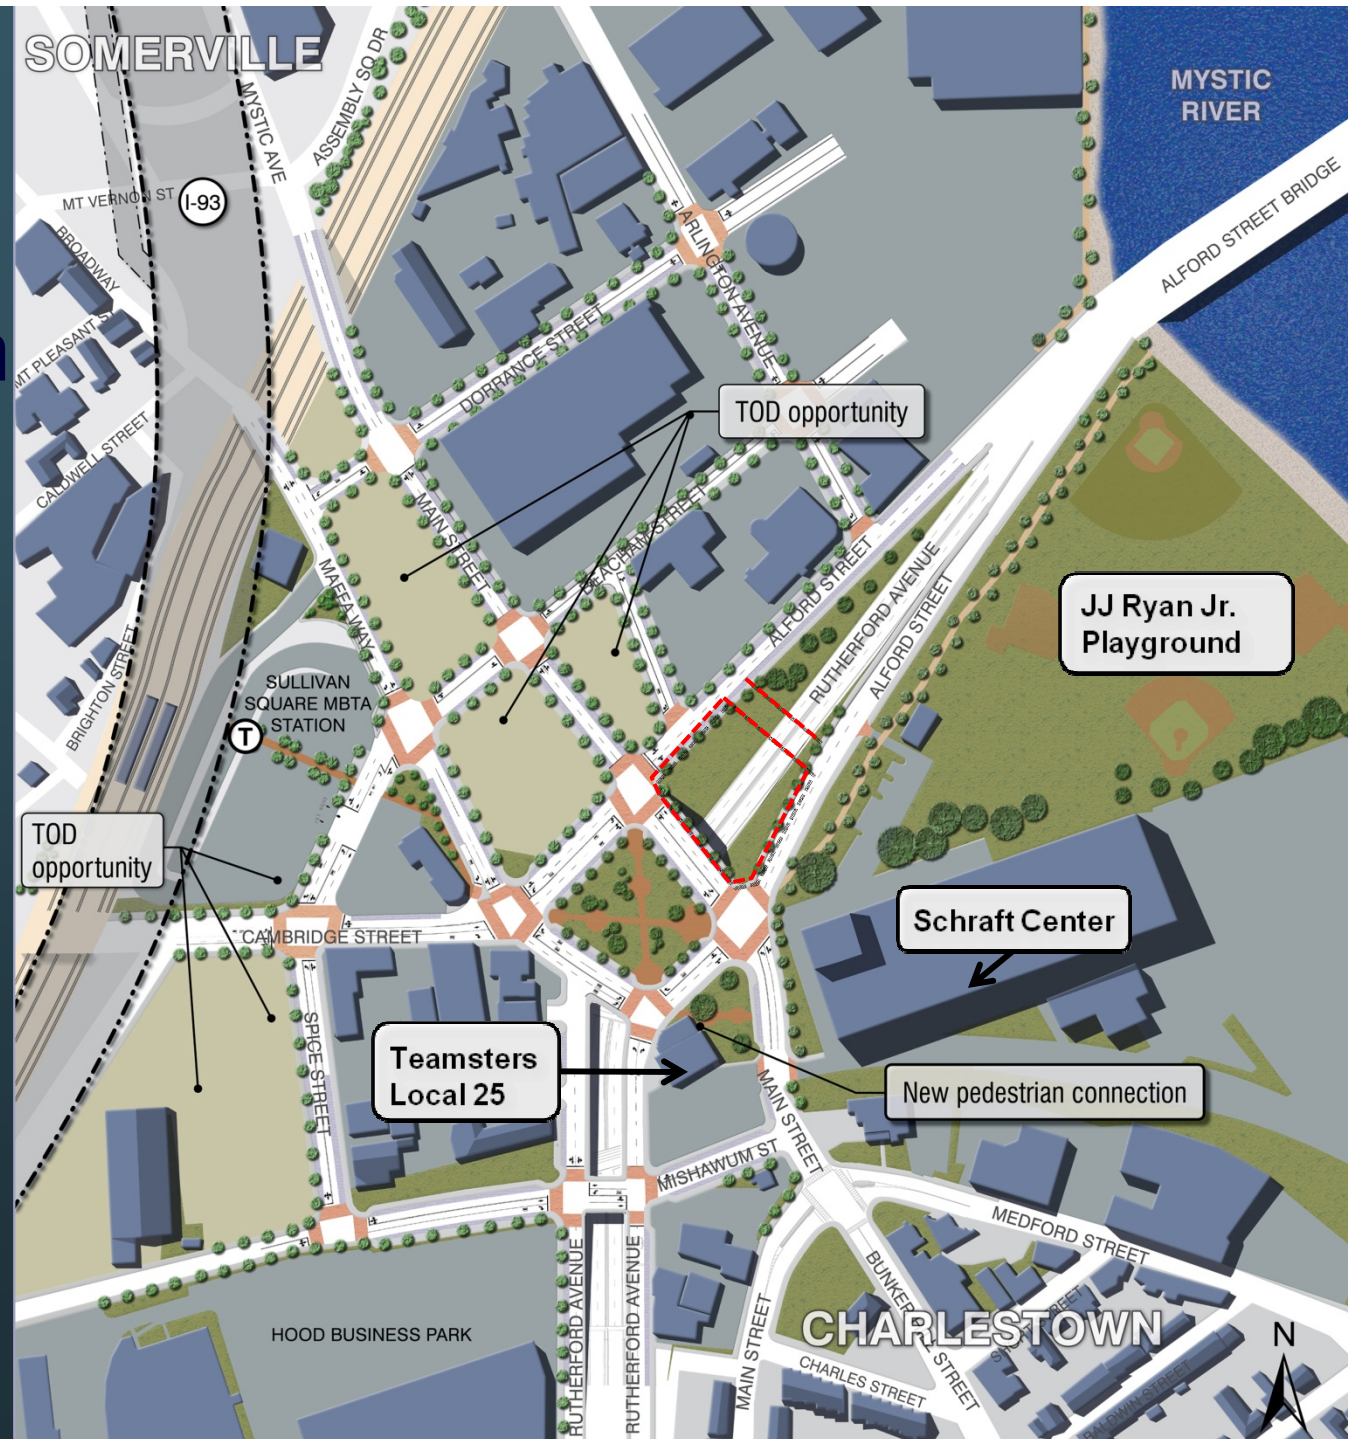 SOMERVILLE
ASSEMBLY SQ DR
MYSTIC AVE
MYSTIC
RIVER
MT VERNON ST
I-93
BROADWAY
ARLINGTON AVENUE
ALFORD STREET BRIDGE
MT PLEASANT
DORRANCE STREET
TOD opportunity
CALDWELL STREET
MAIN STREET
STREET
ALFORD STREET
RUTHERFORD AVENUE
ALFORD STREET
MAFFA WAY
JJ Ryan Jr.
Playground
BRIGHTON STREET
SULLIVAN
SQUARE MBTA
STATION
T
TOD
opportunity
Schraft Center
CAMBRIDGE STREET
SPICE STREET
Teamsters
Local 25
New pedestrian connection
MAIN STREET
MISHAWUM ST
MEDFORD STREET
RUTHERFORD AVENUE
RUTHERFORD AVENUE
MAIN STREET
STREET
HOOD BUSINESS PARK
CHARLESTOWN
CHARLES STREET
STREET
BALDWIN STREET
N